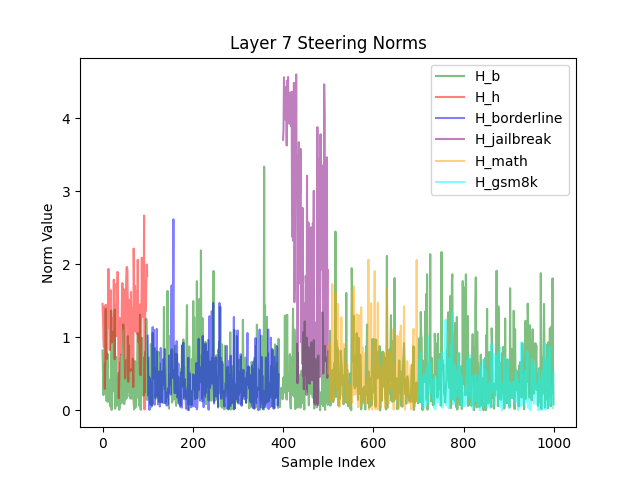 Layer 7 Steering Norms
H_b
H_h
H_borderline
H_jailbreak
H_math
H_gsm8k
Norm Value
4
3
2
1
0
0 200 400 600 800 1000
Sample Index